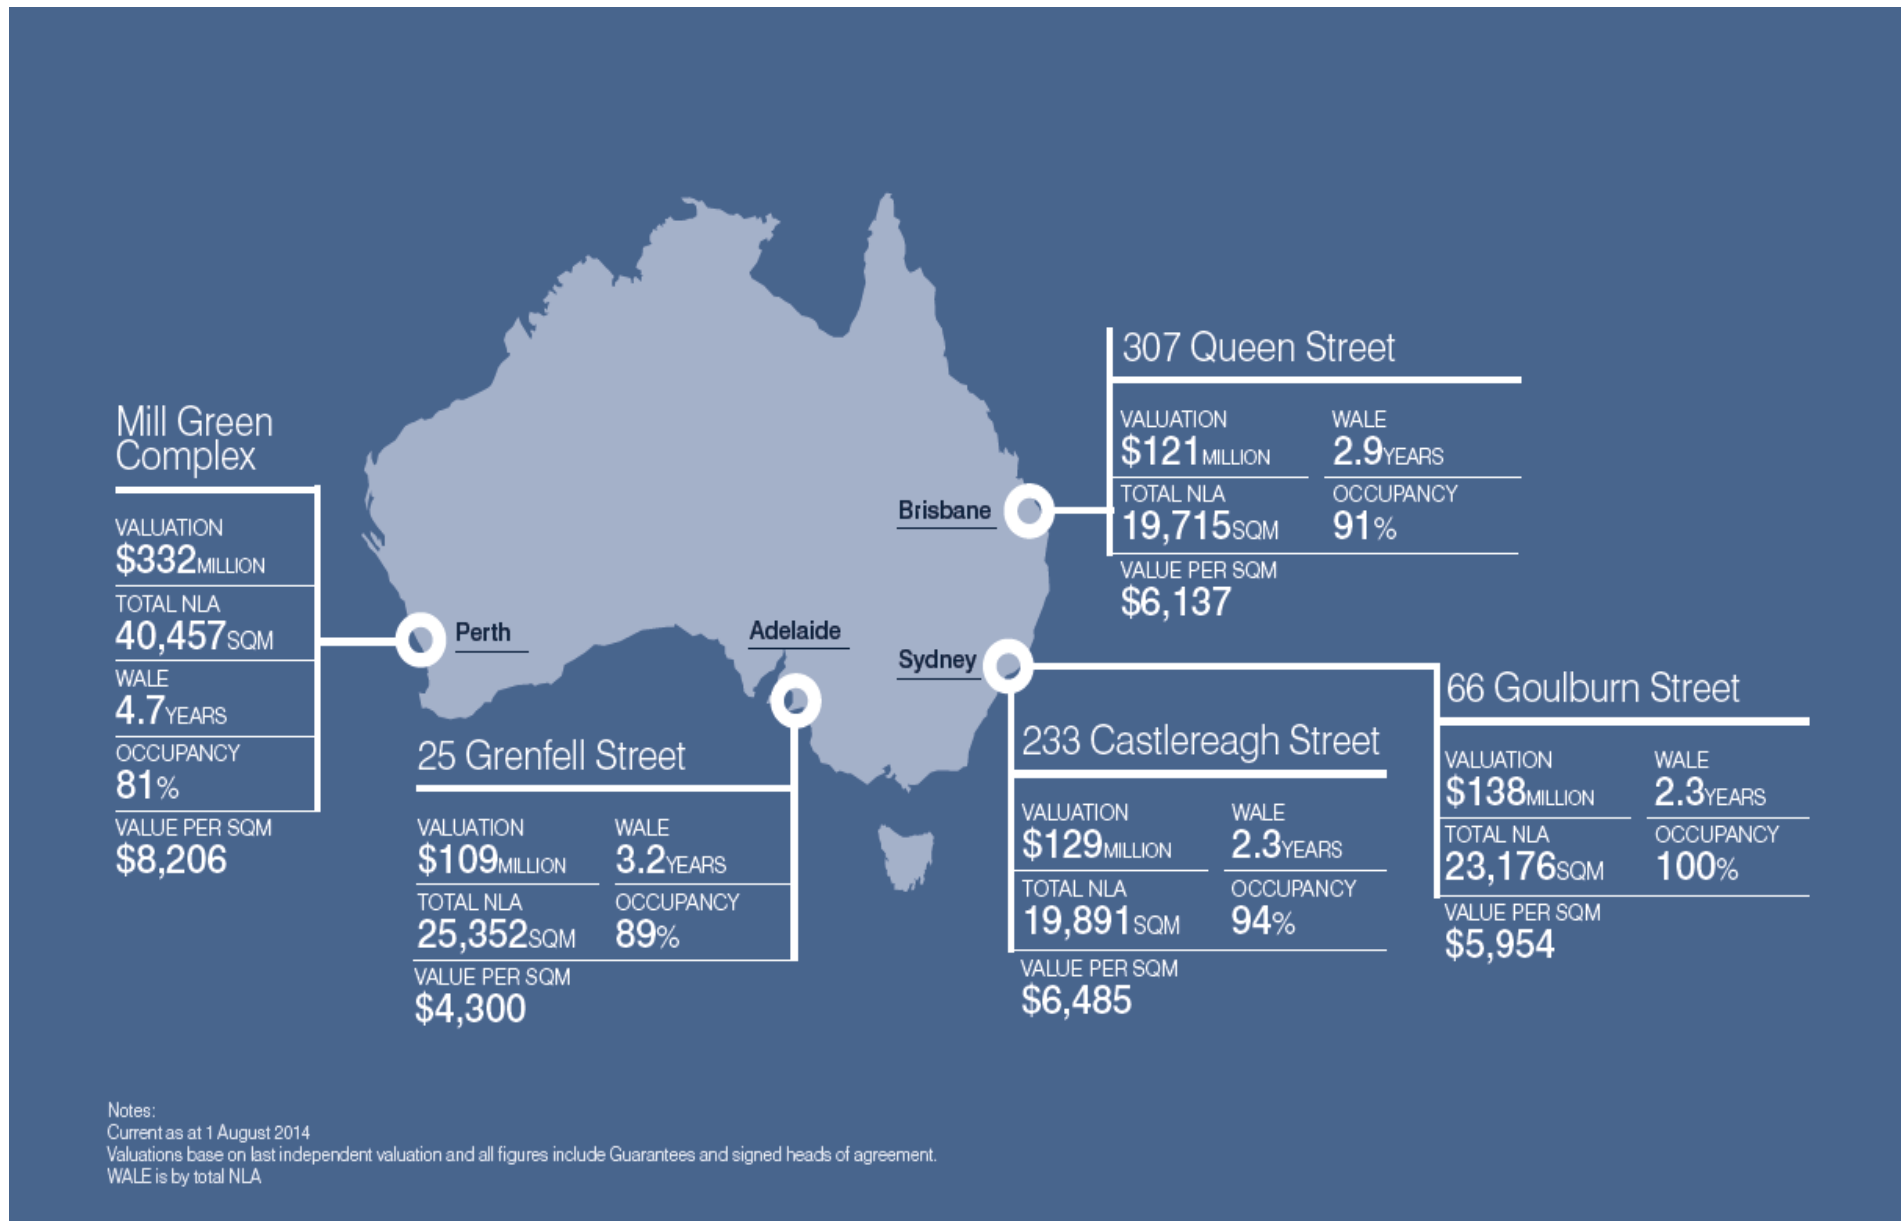 307 Queen Street
VALUATION WALE
$121MILLION 2.9YEARS
TOTAL NLA OCCUPANCY
19,715SQM 91%
VALUE PER SQM
$6,137
Mill Green
Complex
VALUATION
$332MILLION
TOTAL NLA
40,457SQM
WALE
4.7YEARS
OCCUPANCY
81%
VALUE PER SQM
$8,206
Brisbane
Perth
Adelaide
Sydney
25 Grenfell Street
VALUATION WALE
$109MILLION 3.2YEARS
TOTAL NLA OCCUPANCY
25,352SQM 89%
VALUE PER SQM
$4,300
233 Castlereagh Street
VALUATION WALE
$129MILLION 2.3YEARS
TOTAL NLA OCCUPANCY
19,891SQM 94%
VALUE PER SQM
$6,485
66 Goulburn Street
VALUATION WALE
$138MILLION 2.3YEARS
TOTAL NLA OCCUPANCY
23,176SQM 100%
VALUE PER SQM
$5,954
Notes:
Current as at 1 August 2014
Valuations base on last independent valuation and all figures include Guarantees and signed heads of agreement.
WALE is by total NLA